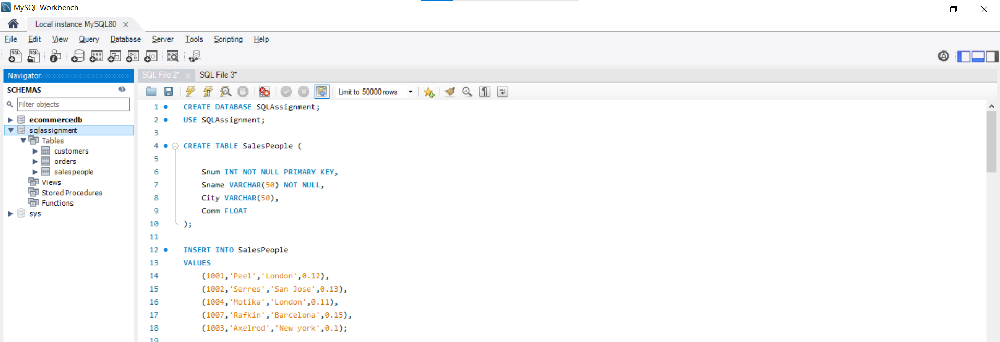 MySQL Workbench
Local instance MySQL80
File Edit View Query Database Server Tools Scripting Help
Navigator
SCHEMAS
Filter objects
ecommercedb
sqlassignment
Tables
customers
orders
salespeople
Views
Stored Procedures
Functions
sys
SQL File 2* SQL File 3*
Limit to 50000 rows
1 CREATE DATABASE SQLAssignment;
2 USE SQLAssignment;
3
4 CREATE TABLE SalesPeople (
5
6 Snum INT NOT NULL PRIMARY KEY,
7 Sname VARCHAR(50) NOT NULL,
8 City VARCHAR(50),
9 Comm FLOAT
10 );
11
12 INSERT INTO SalesPeople
13 VALUES
14 (1001,'Peel','London',0.12),
15 (1002,'Serres','San Jose',0.13),
16 (1004,'Motika','London',0.11),
17 (1007,'Rafkin','Barcelona',0.15),
18 (1003,'Axelrod','New york',0.1);
19